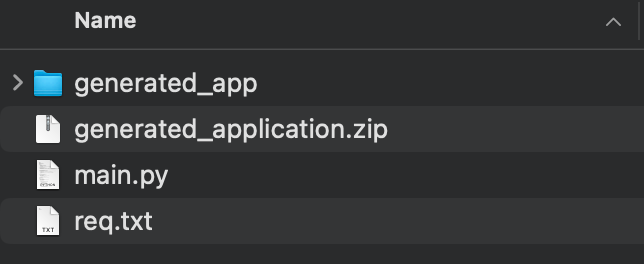 Name
generated_app
generated_application.zip
main.py
req.txt